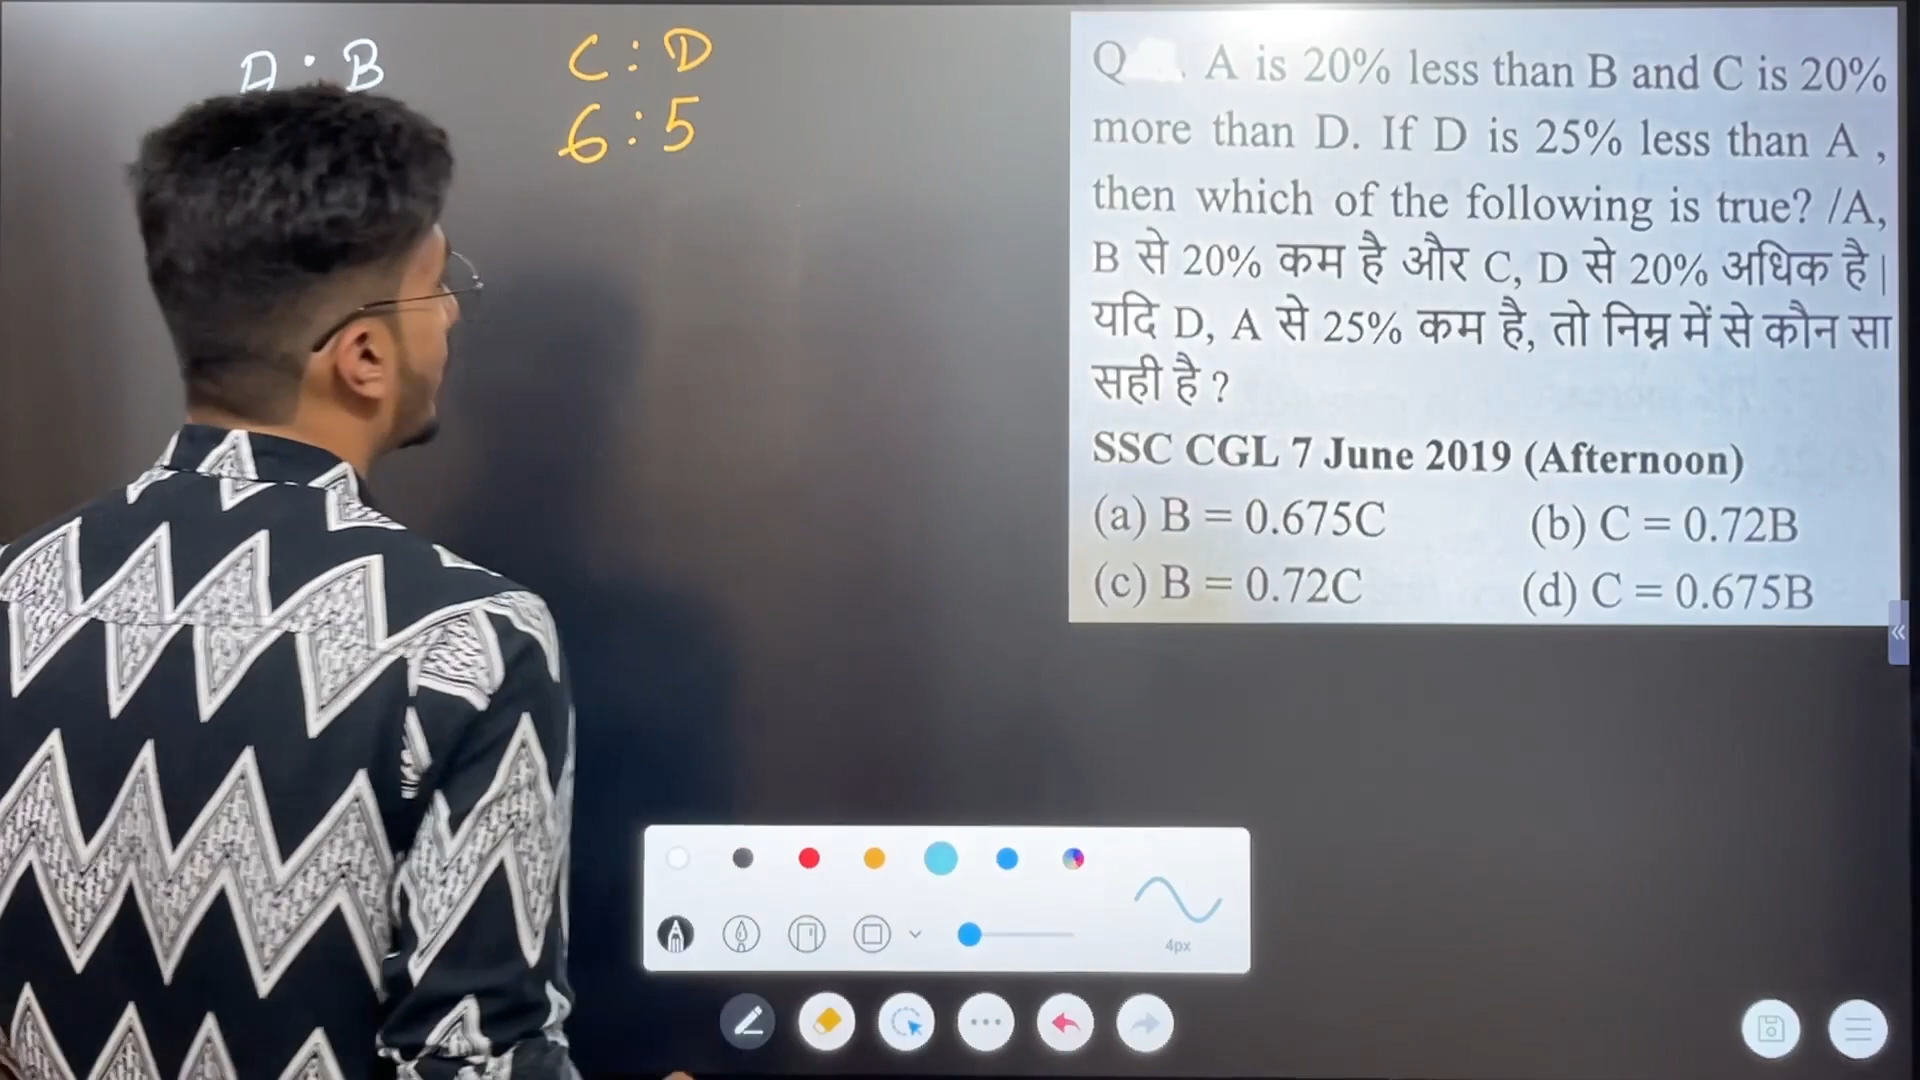 A : B
C : D
6 : 5
Q . A is 20% less than B and C is 20%
more than D. If D is 25% less than A ,
then which of the following is true? /A,
B से 20% कम है और C, D से 20% अधिक है |
यदि D, A से 25% कम है, तो निम्न में से कौन सा
सही है ?
SSC CGL 7 June 2019 (Afternoon)
(a) B = 0.675C (b) C = 0.72B
(c) B = 0.72C (d) C = 0.675B
4px